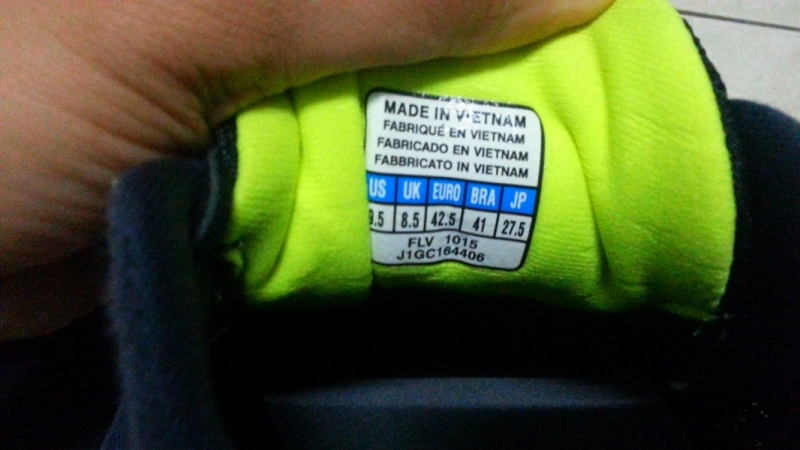 MADE IN VIETNAM
FABRIQUÉ EN VIETNAM
FABRICADO EN VIETNAM
FABBRICATO IN VIETNAM
US UK EURO BRA JP
9.5 8.5 42.5 41 27.5
FLV 1015
J1GC164406